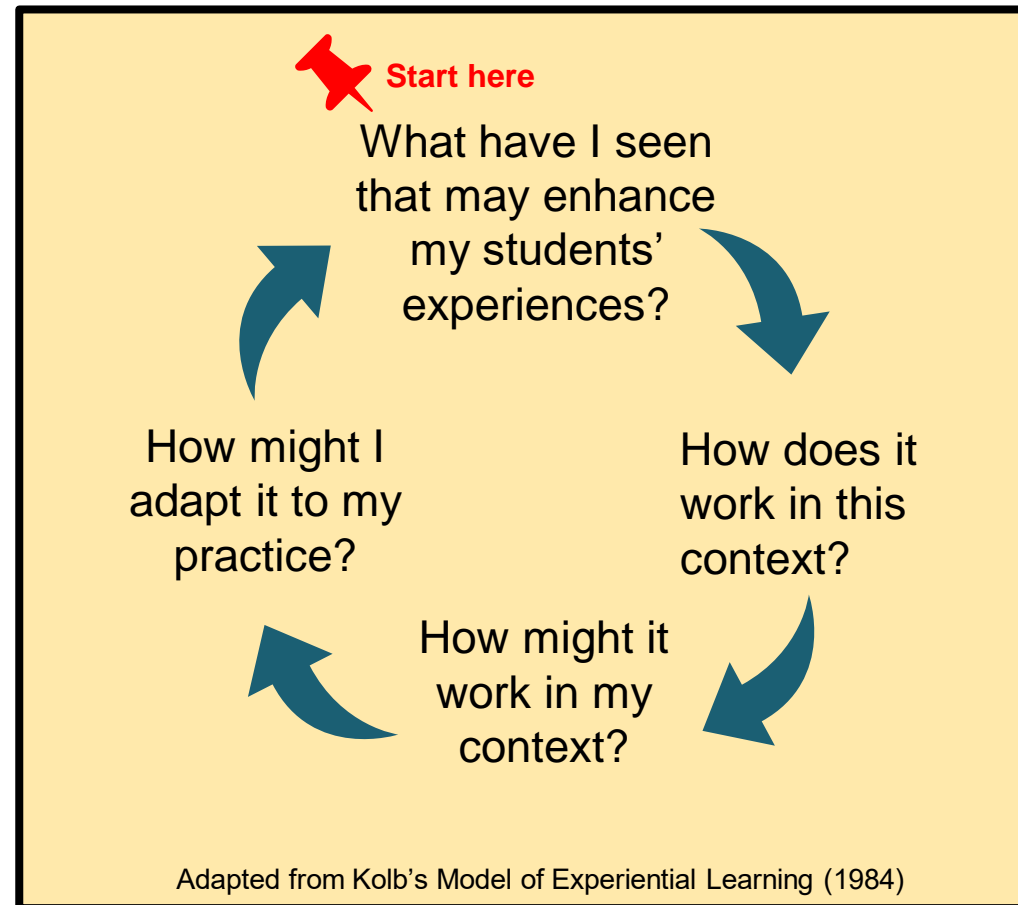 Start here
What have I seen
that may enhance
my students’
experiences?
How does it
work in this
context?
How might it
work in my
context?
How might I
adapt it to my
practice?
Adapted from Kolb’s Model of Experiential Learning (1984)